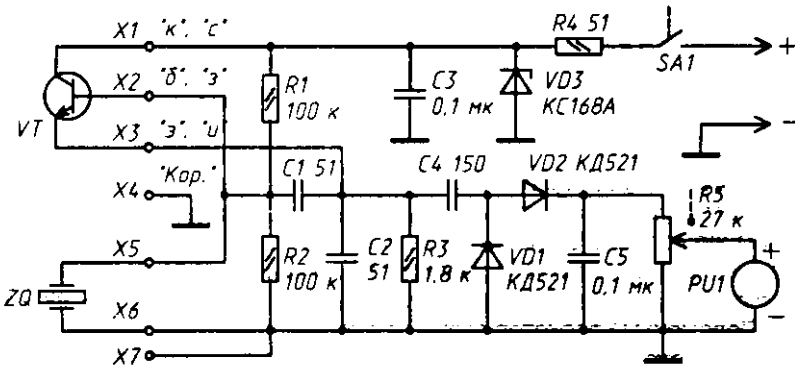 X1 "к", "с"
R4 51
SA1
+
X2 "б", "з"
VT
R1
100 к
C3
0,1 мк
VD3
КС168А
X3 "э", "и"
−
X4 "Кор."
C1 51
C4 150
VD2 КД521
R5
27 к
X5
R2
100 к
C2
51
R3
1,8 к
VD1
КД521
C5
0,1 мк
ZQ
X6
X7
PU1
+
−